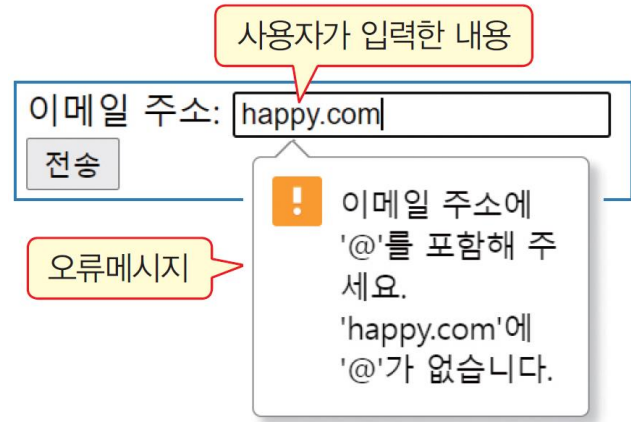 사용자가 입력한 내용
이메일 주소: happy.com
전송
이메일 주소에
'@'를 포함해 주
세요.
'happy.com'에
'@'가 없습니다.
오류메시지